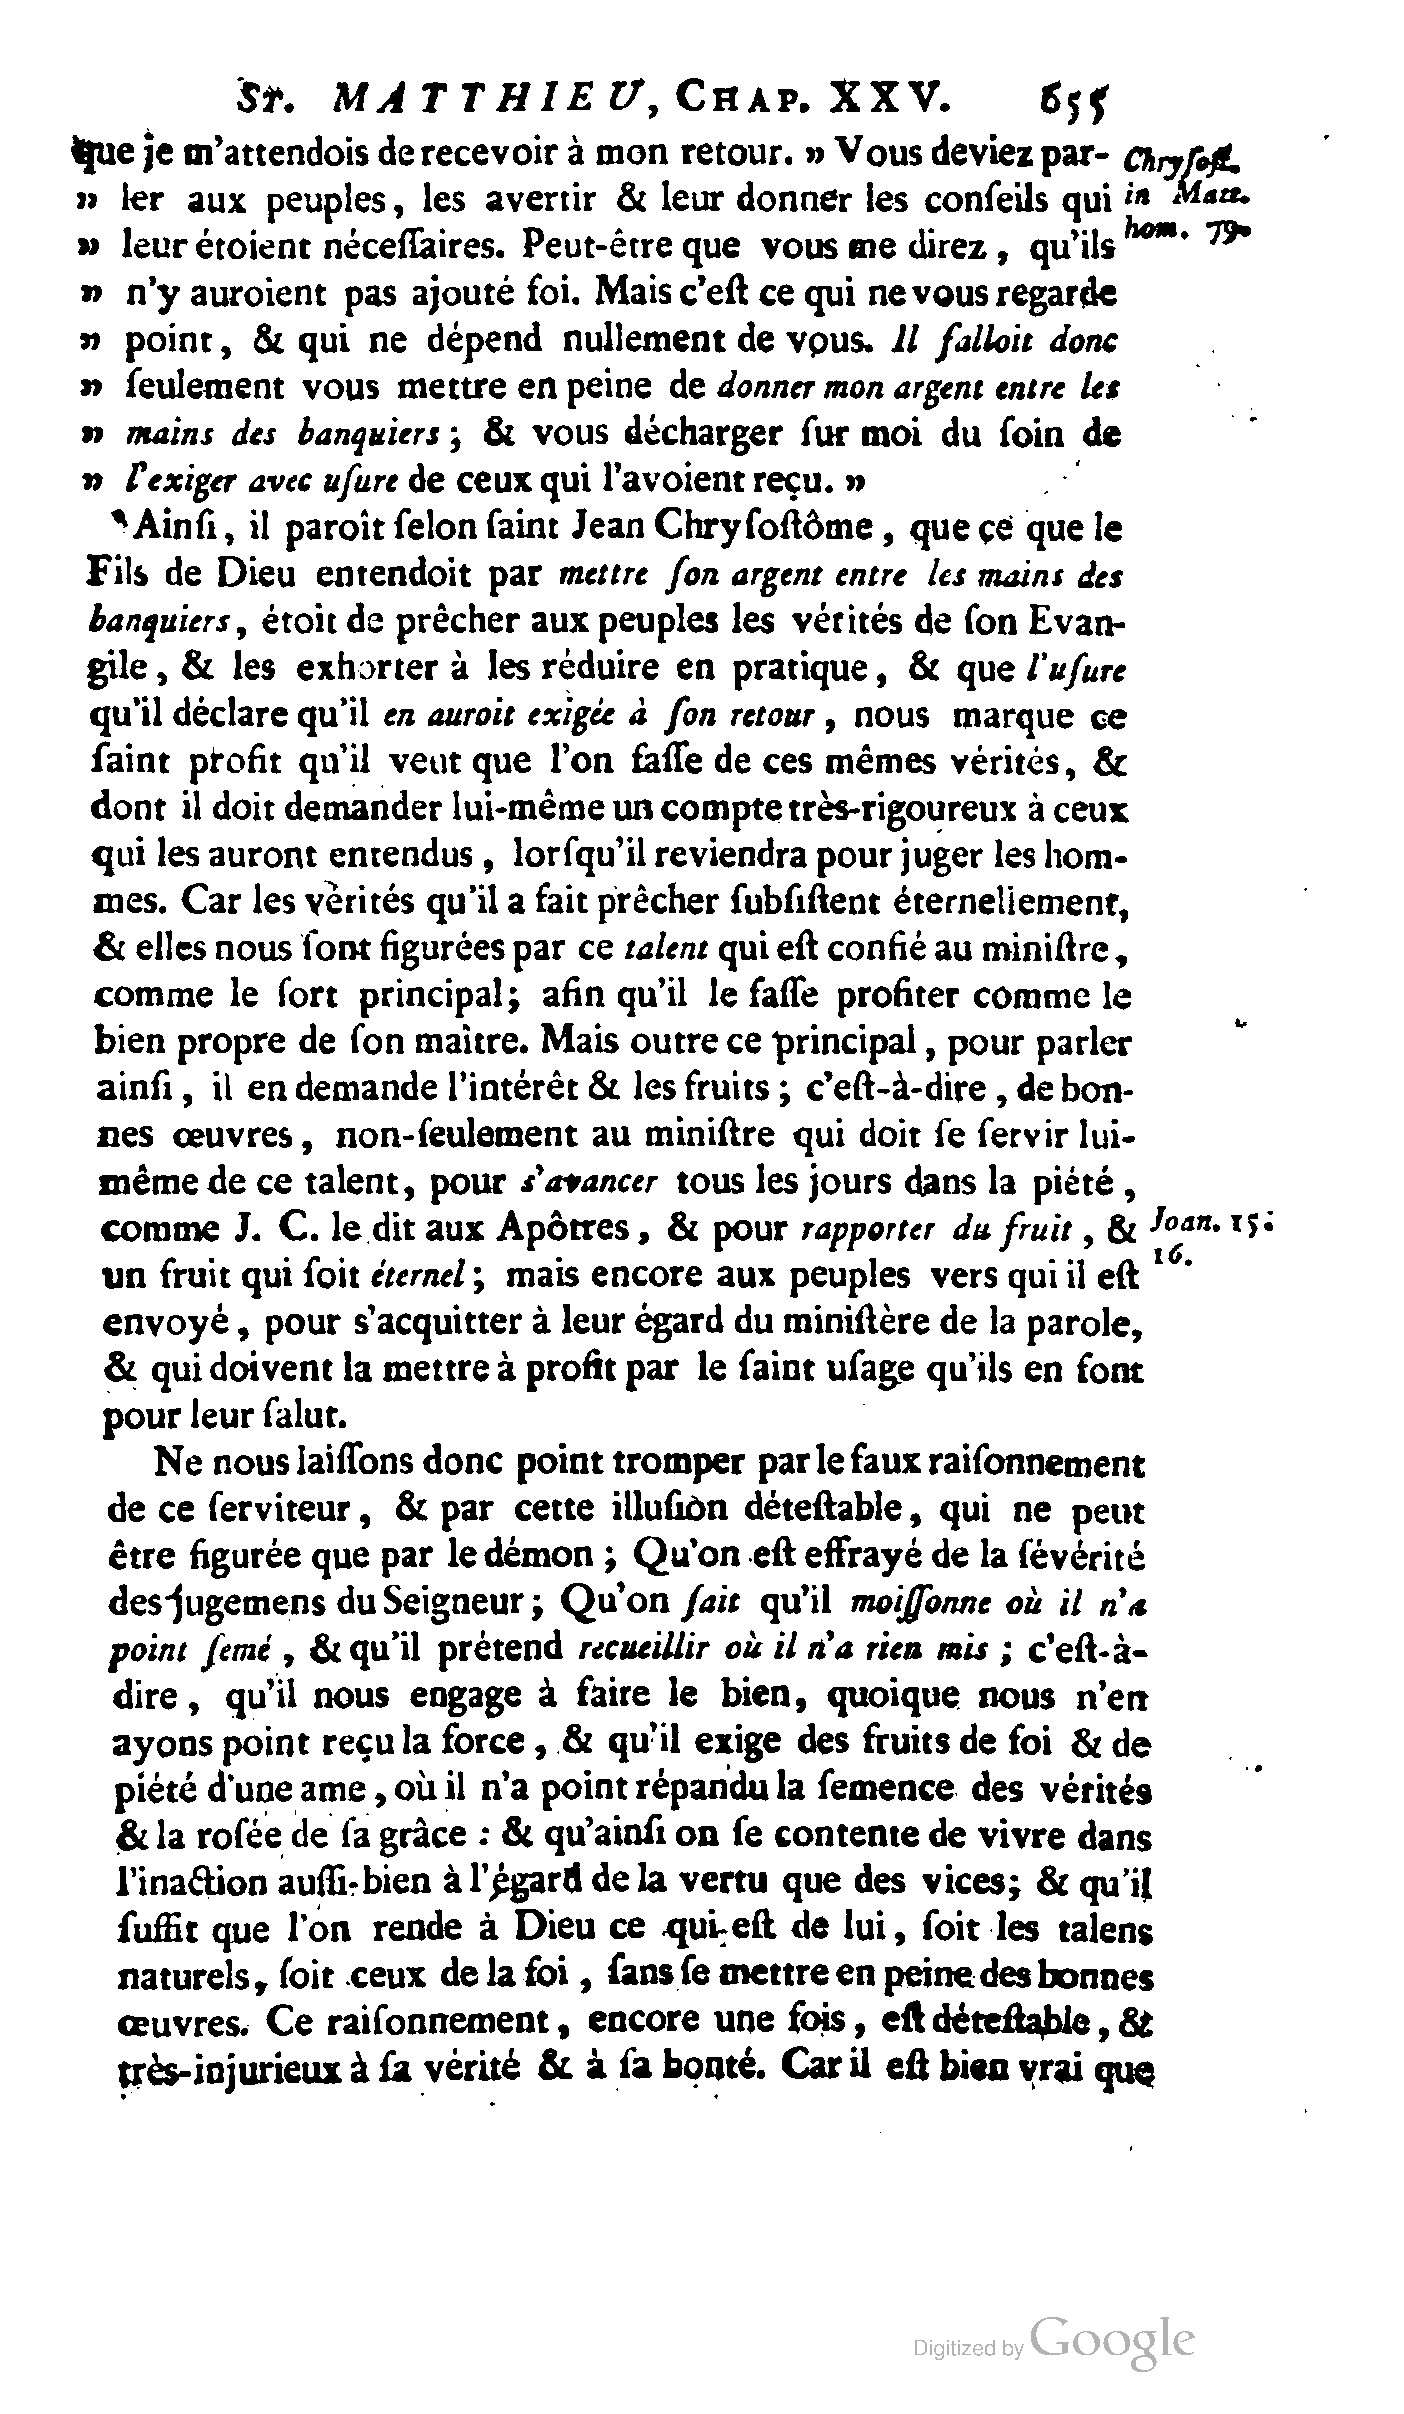 St. MATTHIEU, CHAP. XXV. 655
que je m'attendois de recevoir à mon retour. » Vous deviez par- Chryſoſt.
» ler aux peuples, les avertir & leur donner les conſeils qui in Matt.
» leur étoient néceſſaires. Peut-être que vous me direz, qu'ils hom. 79.
» n'y auroient pas ajouté foi. Mais c'eſt ce qui ne vous regarde
» point, & qui ne dépend nullement de vous. Il falloit donc
» ſeulement vous mettre en peine de donner mon argent entre les
» mains des banquiers; & vous décharger ſur moi du ſoin de
» l'exiger avec uſure de ceux qui l'avoient reçu. »
Ainſi, il paroît ſelon ſaint Jean Chryſoſtôme, que ce que le
Fils de Dieu entendoit par mettre ſon argent entre les mains des
banquiers, étoit de prêcher aux peuples les vérités de ſon Evan-
gile, & les exhorter à les réduire en pratique, & que l'uſure
qu'il déclare qu'il en auroit exigée à ſon retour, nous marque ce
ſaint profit qu'il veut que l'on faſſe de ces mêmes vérités, &
dont il doit demander lui-même un compte très-rigoureux à ceux
qui les auront entendus, lorſqu'il reviendra pour juger les hom-
mes. Car les vérités qu'il a fait prêcher ſubſiſtent éternellement,
& elles nous ſont figurées par ce talent qui eſt confié au miniſtre,
comme le ſort principal; afin qu'il le faſſe profiter comme le
bien propre de ſon maître. Mais outre ce principal, pour parler
ainſi, il en demande l'intérêt & les fruits; c'eſt-à-dire, de bon-
nes œuvres, non-ſeulement au miniſtre qui doit ſe ſervir lui-
même de ce talent, pour s'avancer tous les jours dans la piété,
comme J. C. le dit aux Apôtres, & pour rapporter du fruit, & Joan. 15.
un fruit qui ſoit éternel; mais encore aux peuples vers qui il eſt 16.
envoyé, pour s'acquitter à leur égard du miniſtère de la parole,
& qui doivent la mettre à profit par le ſaint uſage qu'ils en font
pour leur ſalut.
Ne nous laiſſons donc point tromper par le faux raiſonnement
de ce ſerviteur, & par cette illuſion déteſtable, qui ne peut
être figurée que par le démon; Qu'on eſt effrayé de la ſévérité
des jugemens du Seigneur; Qu'on ſait qu'il moiſſonne où il n'a
point ſemé, & qu'il prétend recueillir où il n'a rien mis; c'eſt-à-
dire, qu'il nous engage à faire le bien, quoique nous n'en
ayons point reçu la force, & qu'il exige des fruits de foi & de
piété d'une ame, où il n'a point répandu la ſemence des vérités
& la roſée de ſa grâce : & qu'ainſi on ſe contente de vivre dans
l'inaction auſſi-bien à l'égard de la vertu que des vices; & qu'il
ſuffit que l'on rende à Dieu ce qui eſt de lui, ſoit les talens
naturels, ſoit ceux de la foi, ſans ſe mettre en peine des bonnes
œuvres. Ce raiſonnement, encore une fois, eſt déteſtable, &
très-injurieux à ſa vérité & à ſa bonté. Car il eſt bien vrai que
Digitized by Google